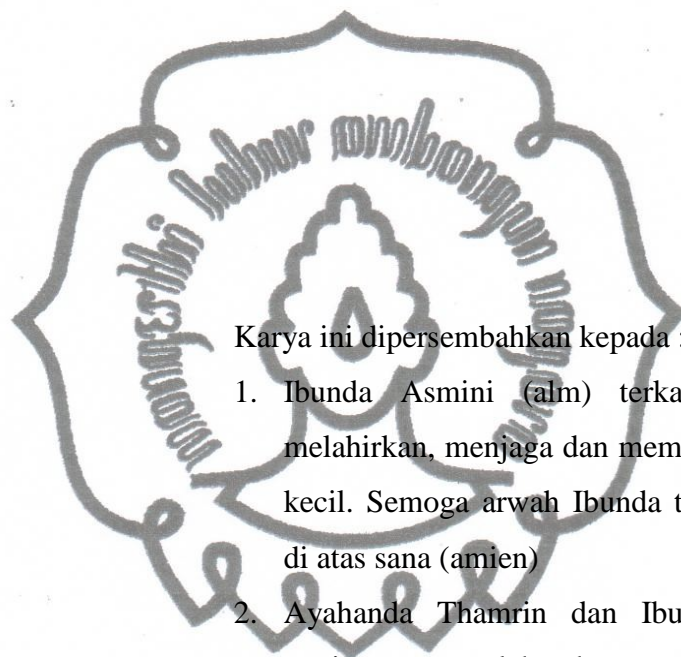 Karya ini dipersembahkan kepada :
1. Ibunda Asmini (alm) terka
melahirkan, menjaga dan mem
kecil. Semoga arwah Ibunda t
di atas sana (amien)
2. Ayahanda Thamrin dan Ibu